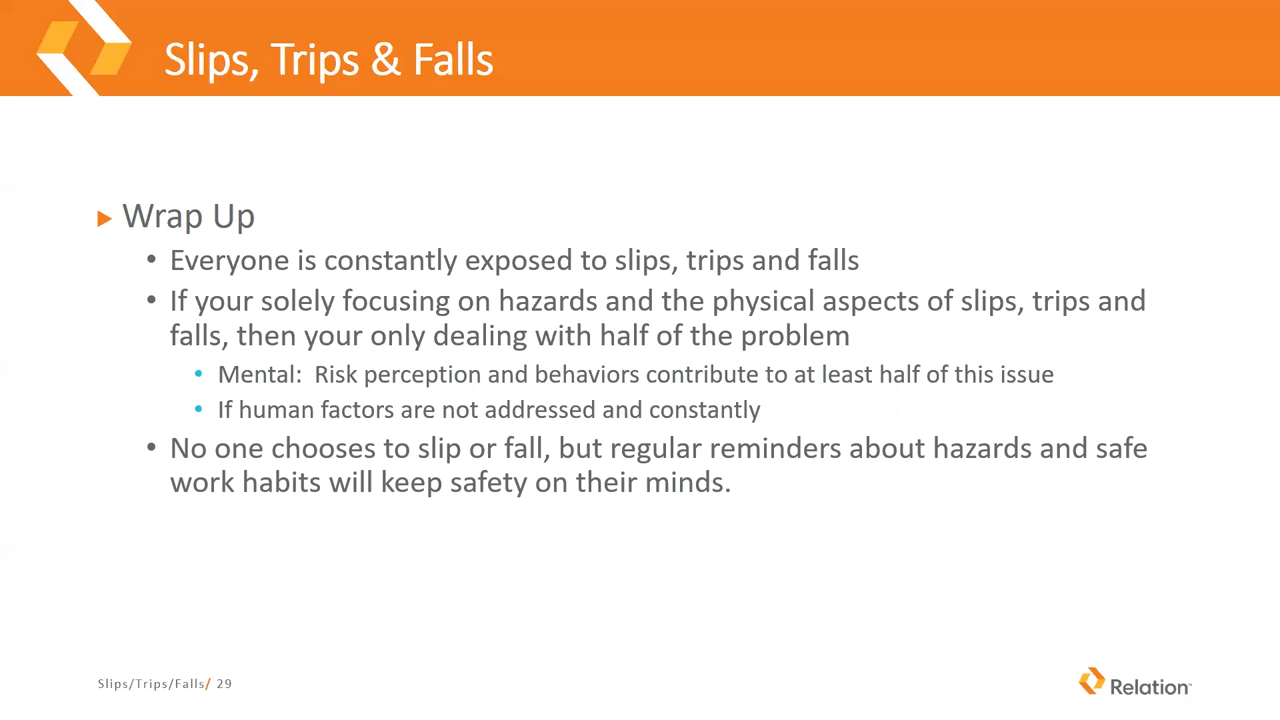 Slips, Trips & Falls
Wrap Up
• Everyone is constantly exposed to slips, trips and falls
• If your solely focusing on hazards and the physical aspects of slips, trips and
falls, then your only dealing with half of the problem
• Mental:  Risk perception and behaviors contribute to at least half of this issue
• If human factors are not addressed and constantly
• No one chooses to slip or fall, but regular reminders about hazards and safe
work habits will keep safety on their minds.
Slips/Trips/Falls/ 29
Relation™